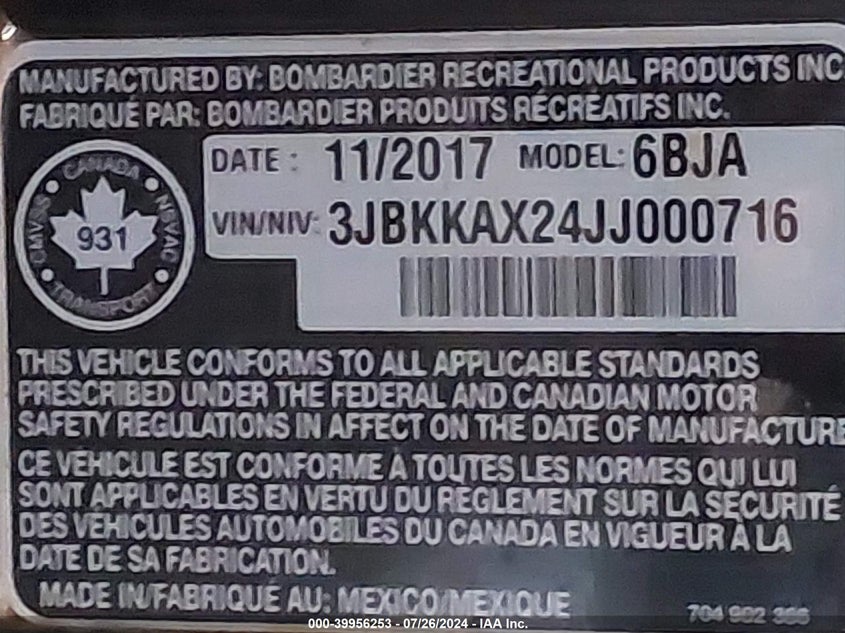 MANUFACTURED BY: BOMBARDIER RECREATIONAL PRODUCTS INC
FABRIQUÉ PAR: BOMBARDIER PRODUITS RÉCRÉATIFS INC.
DATE : 11/2017 MODEL: 6BJA
VIN/NIV: 3JBKKAX24JJ000716
CANADA
CMVSS 931 NSVAC
TRANSPORT
THIS VEHICLE CONFORMS TO ALL APPLICABLE STANDARDS
PRESCRIBED UNDER THE FEDERAL AND CANADIAN MOTOR
SAFETY REGULATIONS IN AFFECT ON THE DATE OF MANUFACTURE
CE VÉHICULE EST CONFORME À TOUTES LES NORMES QUI LUI
SONT APPLICABLES EN VERTU DU RÈGLEMENT SUR LA SÉCURITÉ
DES VÉHICULES AUTOMOBILES DU CANADA EN VIGUEUR À LA
DATE DE SA FABRICATION.
MADE IN/FABRIQUE AU: MEXICO/MEXIQUE
704 902
000-39956253 - 07/26/2024 - IAA Inc.